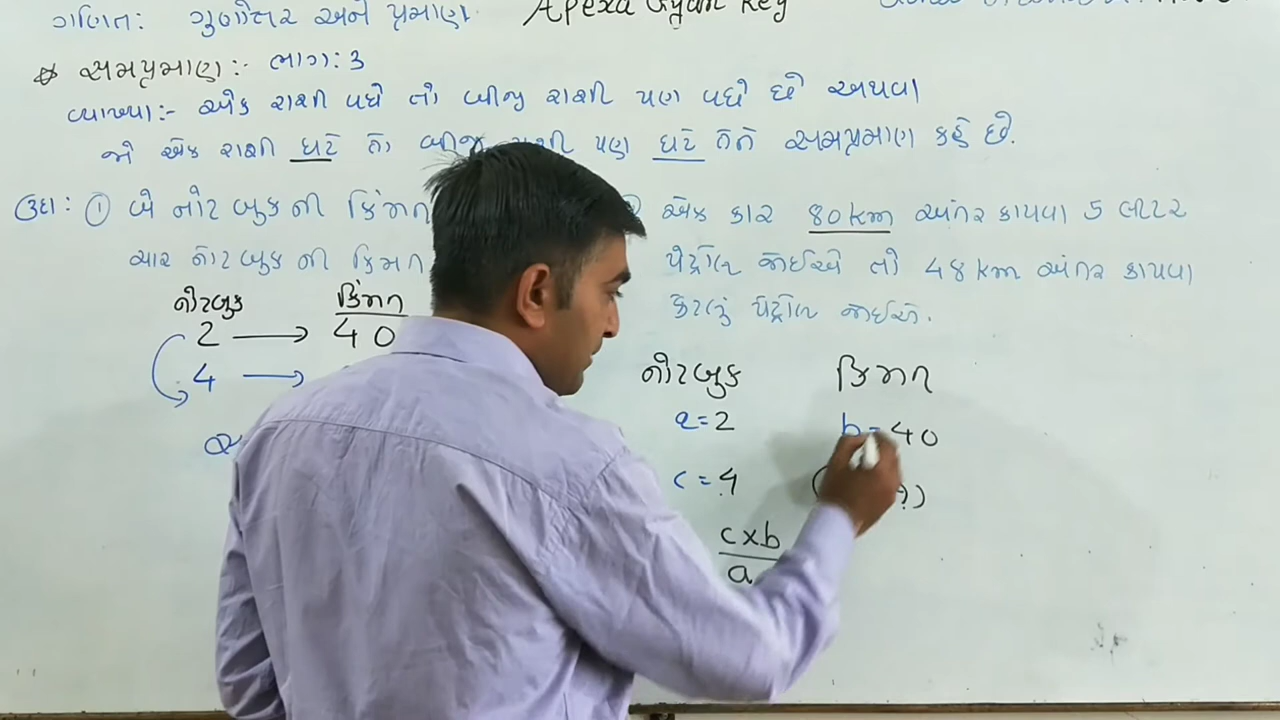 ગણિત: ગુણોત્તર અને પ્રમાણ. Apexa Gyan Key
* સમપ્રમાણ :- ભાગ: 3
વ્યાખ્યા :- એક રાશી વધે તો બીજી રાશી પણ વધે છે અથવા
જો એક રાશી ઘટે તો બીજી રાશી પણ ઘટે તેને સમપ્રમાણ કહે છે.
ઉદા: ① બે નોટબુક ની કિંમત
ચાર નોટબુક ની કિંમત
નોટબુક કિંમત
2 → 40
4 →
એક કાર 80km અંતર કાપવા 5 લીટર
પેટ્રોલ જોઈએ તો 48km અંતર કાપવા
કેટલું પેટ્રોલ જોઈએ.
નોટબુક કિંમત
a=2 b=40
c=4 (?)
c×b
a